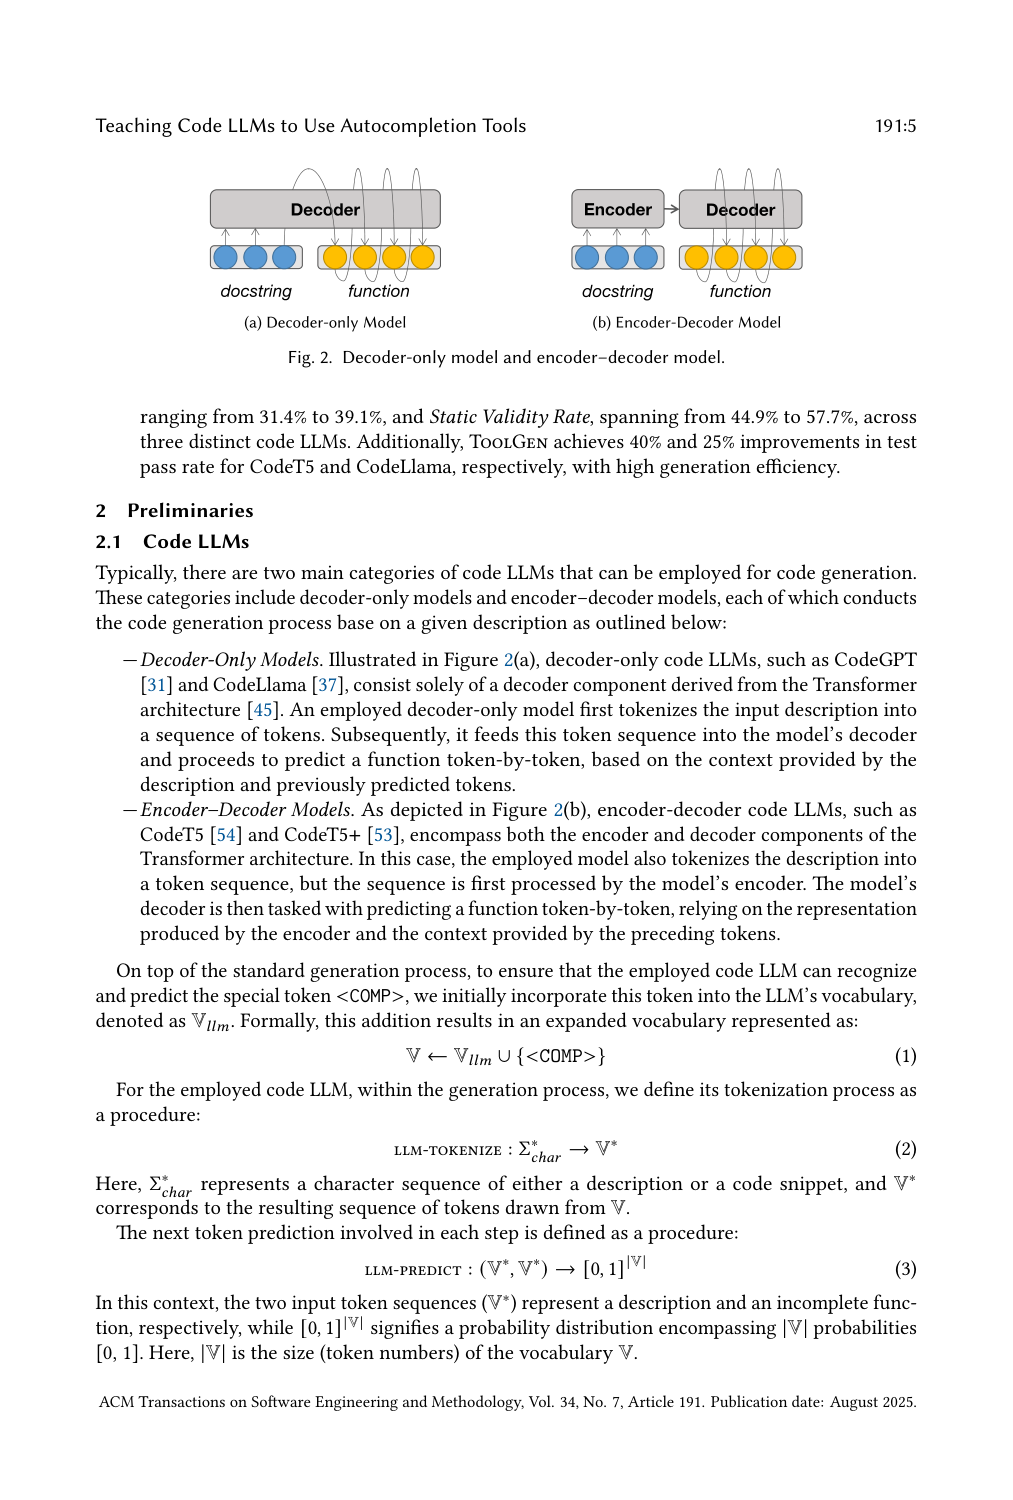 Teaching Code LLMs to Use Autocompletion Tools 191:5
Decoder
docstring function
(a) Decoder-only Model
Encoder Decoder
docstring function
(b) Encoder-Decoder Model
Fig. 2. Decoder-only model and encoder–decoder model.
ranging from 31.4% to 39.1%, and Static Validity Rate, spanning from 44.9% to 57.7%, across
three distinct code LLMs. Additionally, ToolGen achieves 40% and 25% improvements in test
pass rate for CodeT5 and CodeLlama, respectively, with high generation efficiency.
2 Preliminaries
2.1 Code LLMs
Typically, there are two main categories of code LLMs that can be employed for code generation.
These categories include decoder-only models and encoder–decoder models, each of which conducts
the code generation process base on a given description as outlined below:
—Decoder-Only Models. Illustrated in Figure 2(a), decoder-only code LLMs, such as CodeGPT
[31] and CodeLlama [37], consist solely of a decoder component derived from the Transformer
architecture [45]. An employed decoder-only model first tokenizes the input description into
a sequence of tokens. Subsequently, it feeds this token sequence into the model's decoder
and proceeds to predict a function token-by-token, based on the context provided by the
description and previously predicted tokens.
—Encoder–Decoder Models. As depicted in Figure 2(b), encoder-decoder code LLMs, such as
CodeT5 [54] and CodeT5+ [53], encompass both the encoder and decoder components of the
Transformer architecture. In this case, the employed model also tokenizes the description into
a token sequence, but the sequence is first processed by the model's encoder. The model's
decoder is then tasked with predicting a function token-by-token, relying on the representation
produced by the encoder and the context provided by the preceding tokens.
On top of the standard generation process, to ensure that the employed code LLM can recognize
and predict the special token <COMP>, we initially incorporate this token into the LLM's vocabulary,
denoted as 𝕍llm. Formally, this addition results in an expanded vocabulary represented as:
𝕍 ← 𝕍llm ∪ {<COMP>} (1)
For the employed code LLM, within the generation process, we define its tokenization process as
a procedure:
llm-tokenize : Σ*char → 𝕍* (2)
Here, Σ*char represents a character sequence of either a description or a code snippet, and 𝕍*
corresponds to the resulting sequence of tokens drawn from 𝕍.
The next token prediction involved in each step is defined as a procedure:
llm-predict : (𝕍*, 𝕍*) → [0, 1]|𝕍| (3)
In this context, the two input token sequences (𝕍*) represent a description and an incomplete func-
tion, respectively, while [0, 1]|𝕍| signifies a probability distribution encompassing |𝕍| probabilities
[0, 1]. Here, |𝕍| is the size (token numbers) of the vocabulary 𝕍.
ACM Transactions on Software Engineering and Methodology, Vol. 34, No. 7, Article 191. Publication date: August 2025.